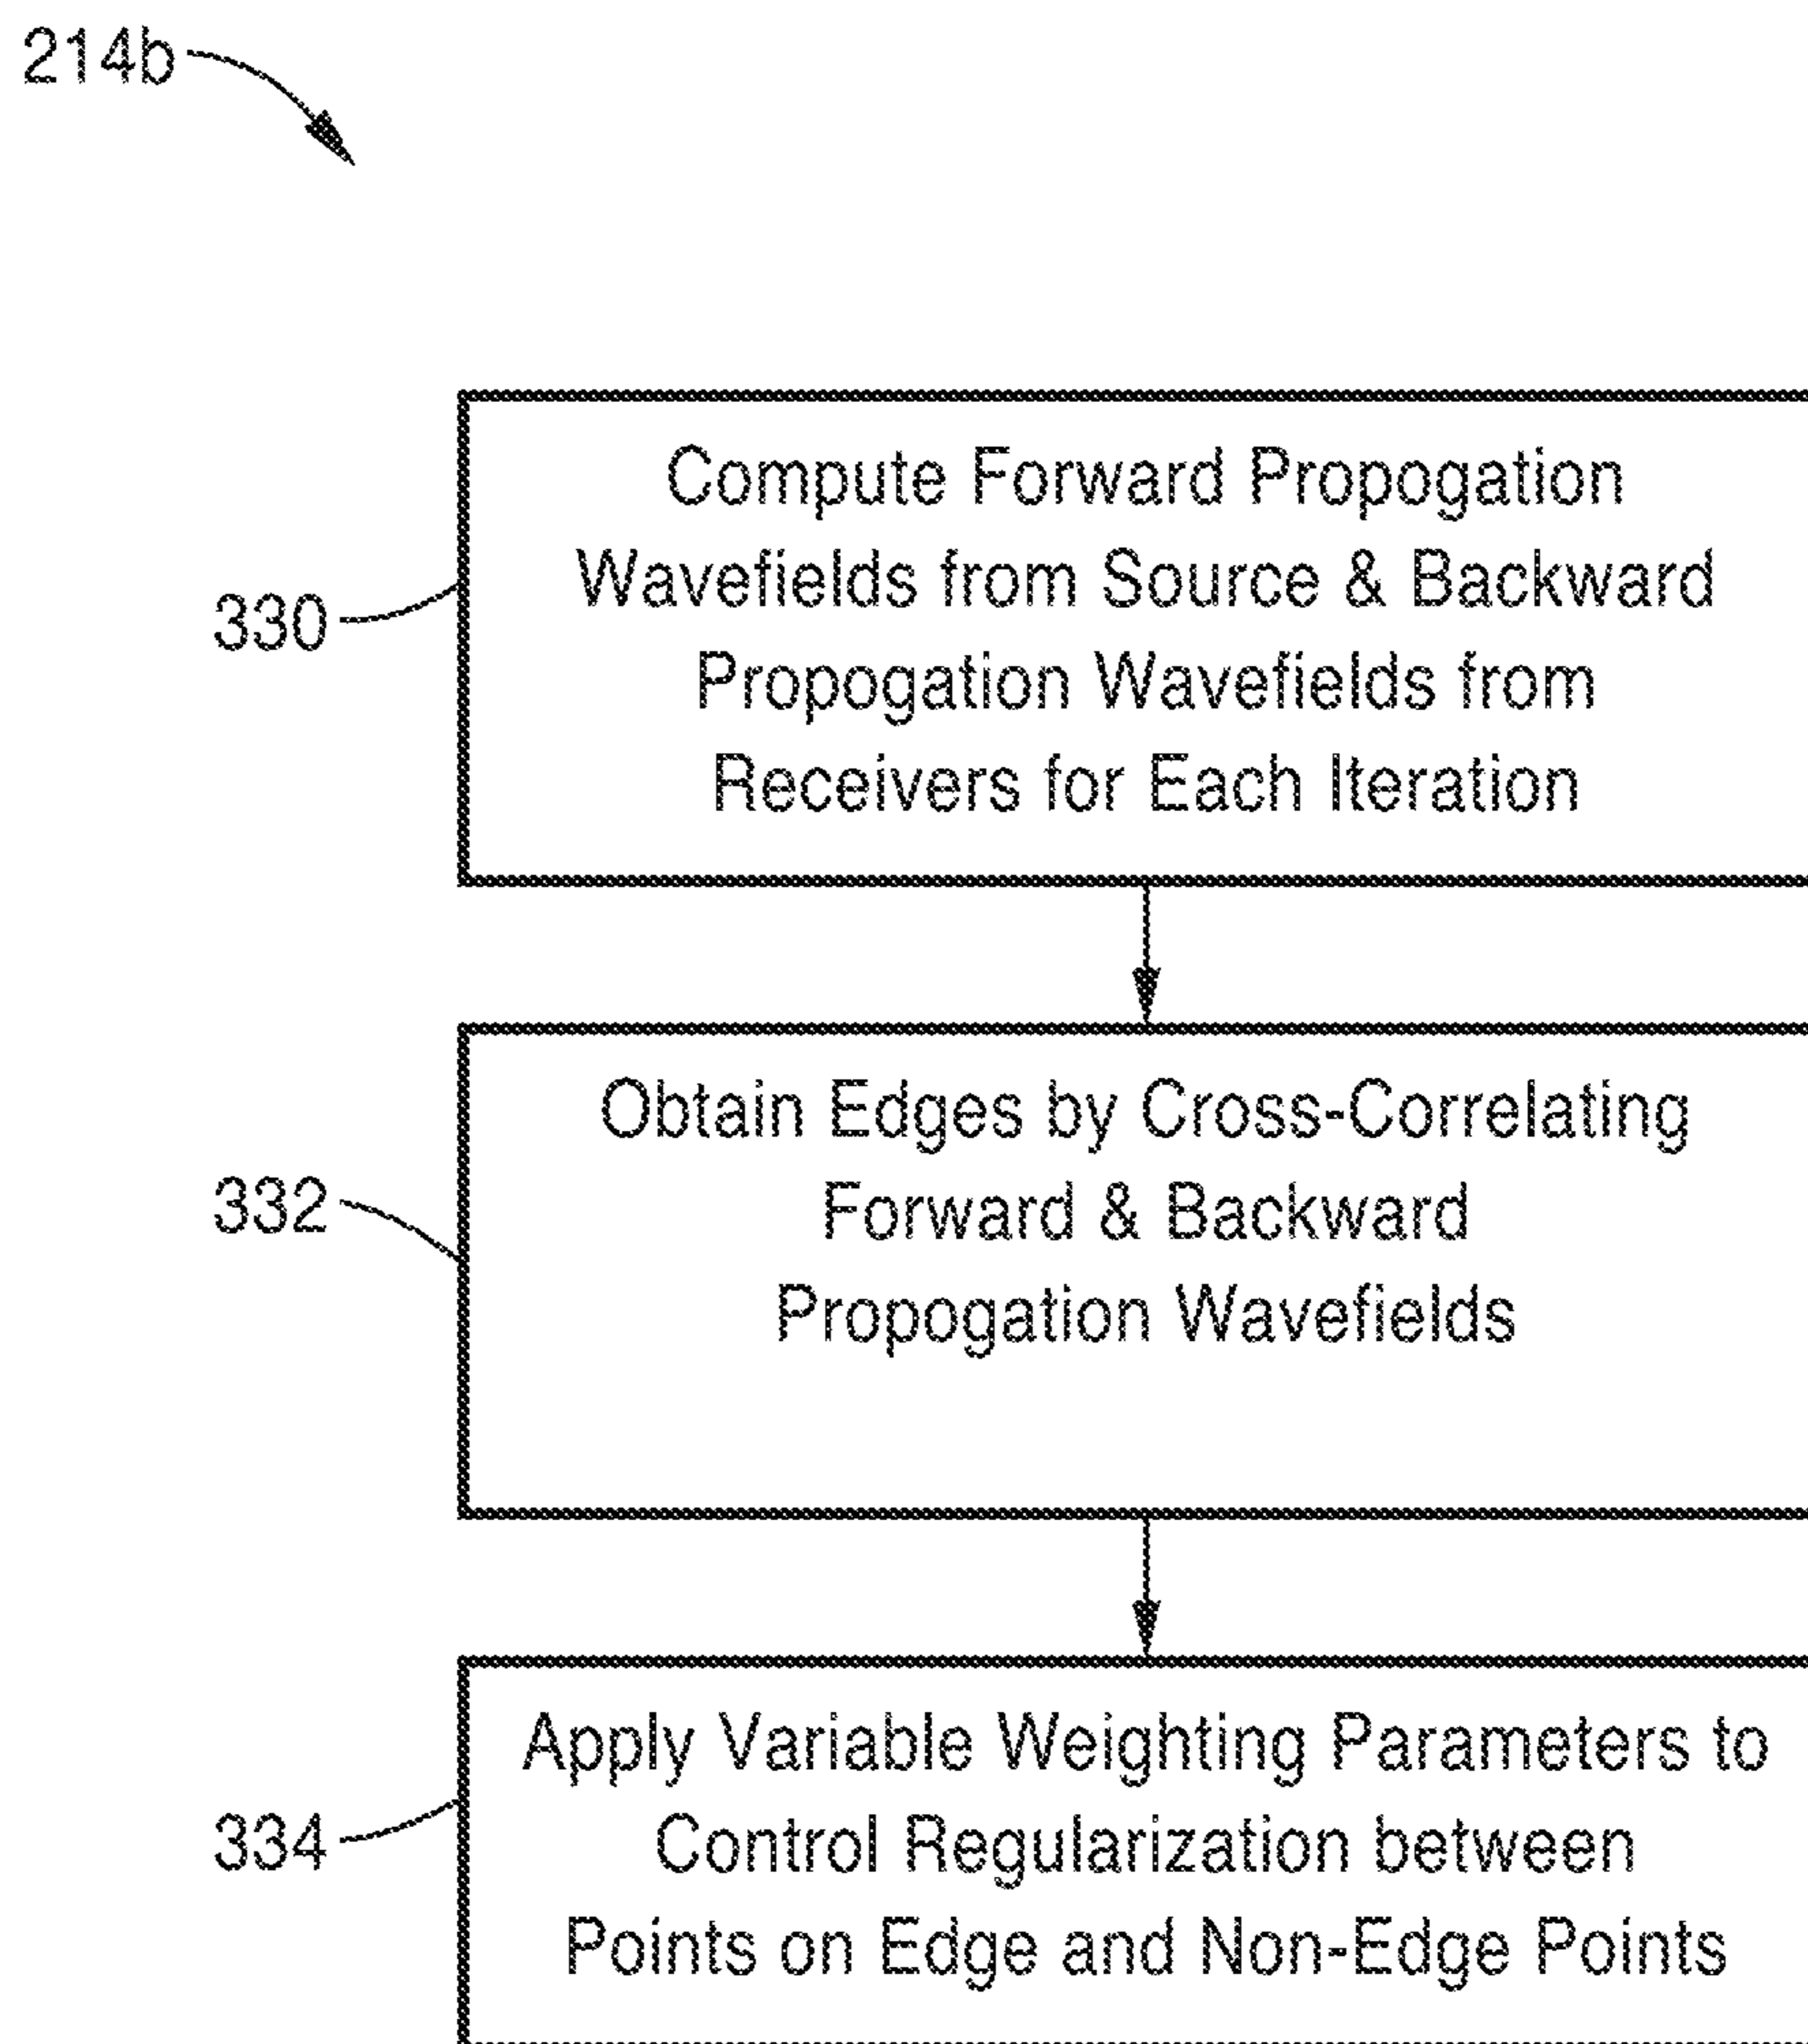 214b
330
Compute Forward Propogation
Wavefields from Source & Backward
Propogation Wavefields from
Receivers for Each Iteration
332
Obtain Edges by Cross-Correlating
Forward & Backward
Propogation Wavefields
334
Apply Variable Weighting Parameters to
Control Regularization between
Points on Edge and Non-Edge Points